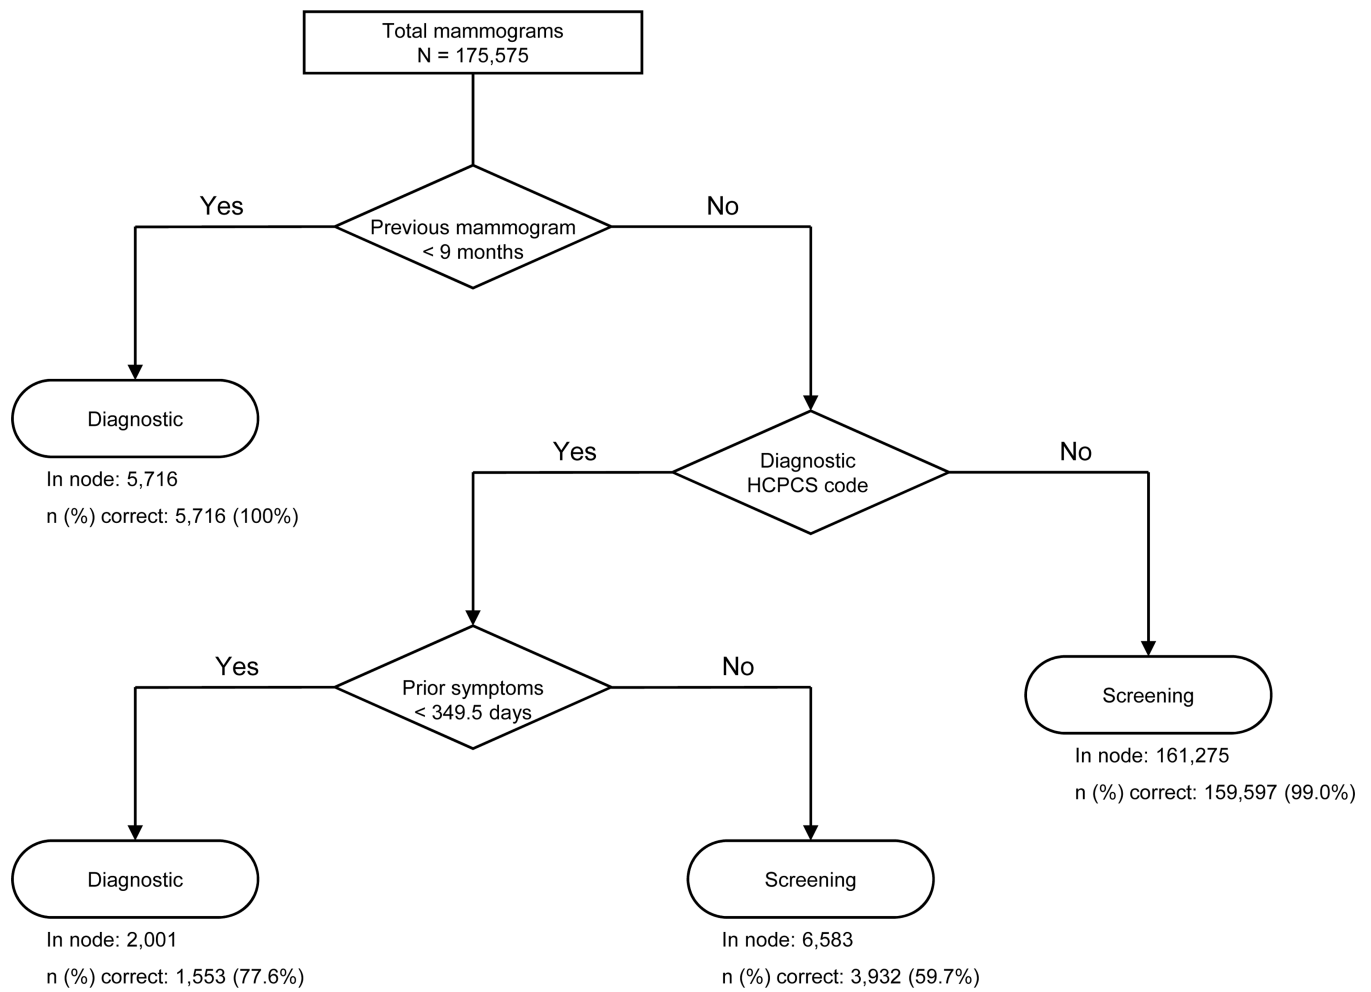 Total mammograms
N = 175,575
Yes
No
Previous mammogram
< 9 months
Diagnostic
In node: 5,716
n (%) correct: 5,716 (100%)
Yes
No
Diagnostic
HCPCS code
Yes
No
Prior symptoms
< 349.5 days
Screening
In node: 161,275
n (%) correct: 159,597 (99.0%)
Diagnostic
In node: 2,001
n (%) correct: 1,553 (77.6%)
Screening
In node: 6,583
n (%) correct: 3,932 (59.7%)